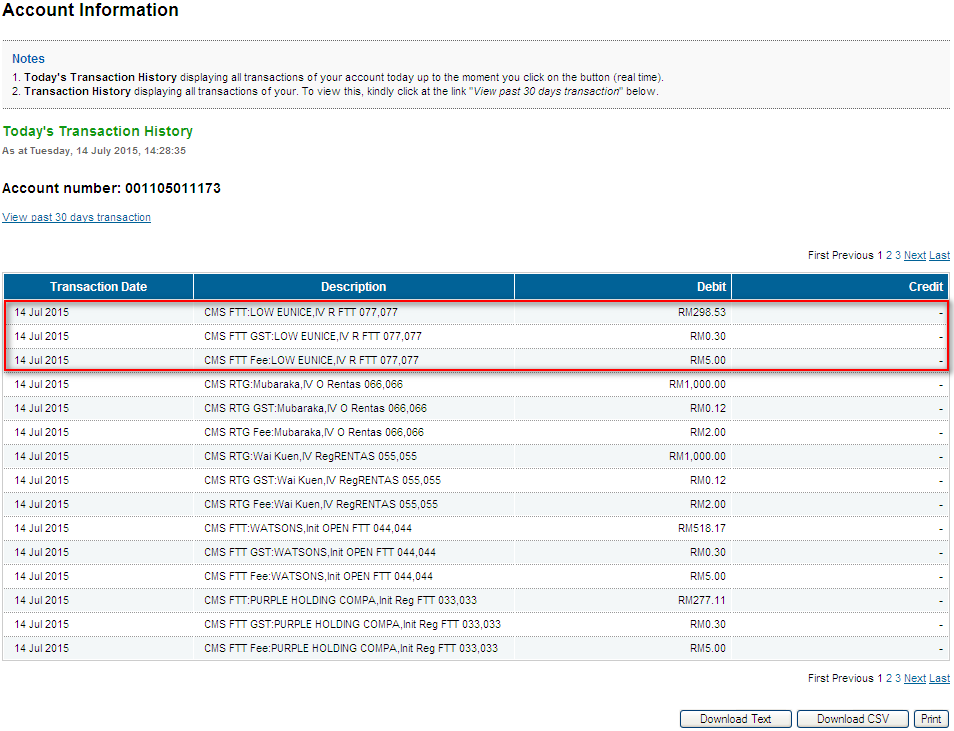 Account Information
Notes
1. Today's Transaction History displaying all transactions of your account today up to the moment you click on the button (real time).
2. Transaction History displaying all transactions of your. To view this, kindly click at the link "View past 30 days transaction" below.
Today's Transaction History
As at Tuesday, 14 July 2015, 14:28:35
Account number: 001105011173
View past 30 days transaction
First Previous 1 2 3 Next Last
Transaction Date Description Debit Credit
14 Jul 2015 CMS FTT:LOW EUNICE,IV R FTT 077,077 RM298.53 -
14 Jul 2015 CMS FTT GST:LOW EUNICE,IV R FTT 077,077 RM0.30 -
14 Jul 2015 CMS FTT Fee:LOW EUNICE,IV R FTT 077,077 RM5.00 -
14 Jul 2015 CMS RTG:Mubaraka,IV O Rentas 066,066 RM1,000.00 -
14 Jul 2015 CMS RTG GST:Mubaraka,IV O Rentas 066,066 RM0.12 -
14 Jul 2015 CMS RTG Fee:Mubaraka,IV O Rentas 066,066 RM2.00 -
14 Jul 2015 CMS RTG:Wai Kuen,IV RegRENTAS 055,055 RM1,000.00 -
14 Jul 2015 CMS RTG GST:Wai Kuen,IV RegRENTAS 055,055 RM0.12 -
14 Jul 2015 CMS RTG Fee:Wai Kuen,IV RegRENTAS 055,055 RM2.00 -
14 Jul 2015 CMS FTT:WATSONS,Init OPEN FTT 044,044 RM518.17 -
14 Jul 2015 CMS FTT GST:WATSONS,Init OPEN FTT 044,044 RM0.30 -
14 Jul 2015 CMS FTT Fee:WATSONS,Init OPEN FTT 044,044 RM5.00 -
14 Jul 2015 CMS FTT:PURPLE HOLDING COMPA,Init Reg FTT 033,033 RM277.11 -
14 Jul 2015 CMS FTT GST:PURPLE HOLDING COMPA,Init Reg FTT 033,033 RM0.30 -
14 Jul 2015 CMS FTT Fee:PURPLE HOLDING COMPA,Init Reg FTT 033,033 RM5.00 -
First Previous 1 2 3 Next Last
Download Text Download CSV Print